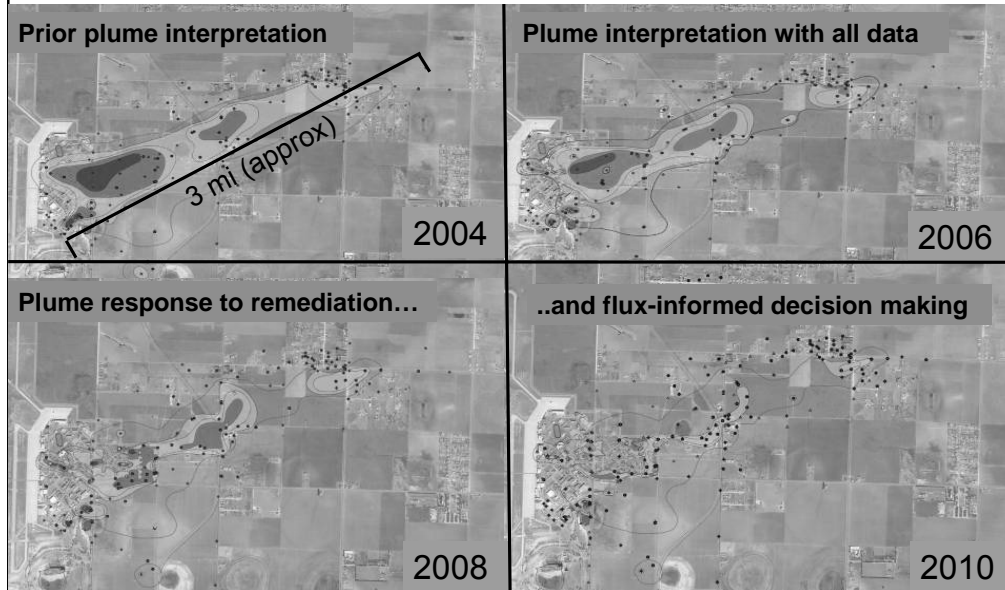 Prior plume interpretation
3 mi (approx)
2004
Plume interpretation with all data
2006
Plume response to remediation…
2008
..and flux-informed decision making
2010